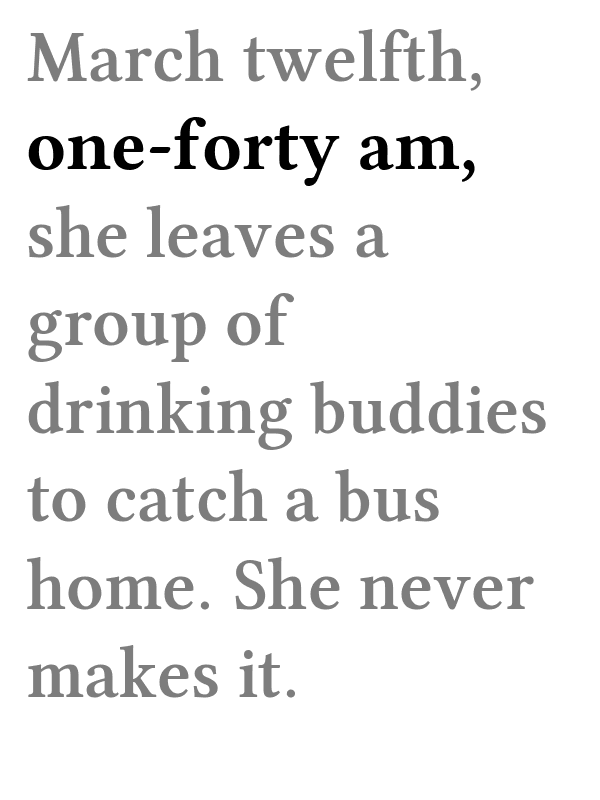 March twelfth,
one-forty am,
she leaves a
group of
drinking buddies
to catch a bus
home. She never
makes it.